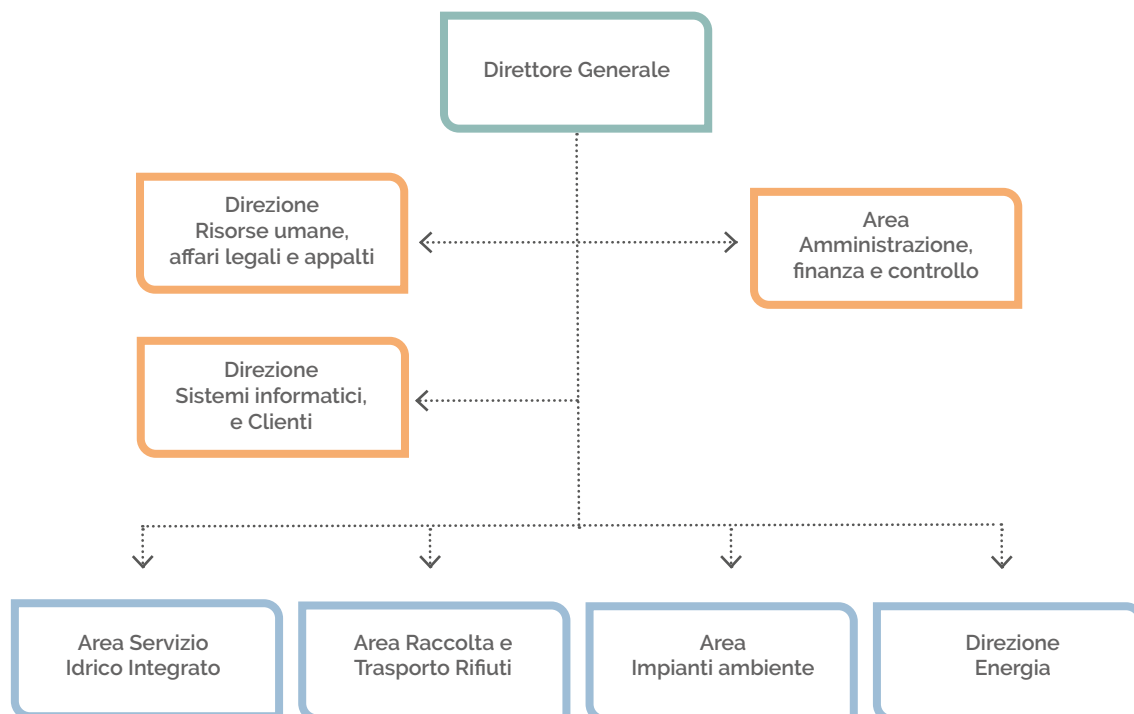 Direttore Generale
Direzione
Risorse umane,
affari legali e appalti
Area
Amministrazione,
finanza e controllo
Direzione
Sistemi informatici,
e Clienti
Area Servizio
Idrico Integrato
Area Raccolta e
Trasporto Rifiuti
Area
Impianti ambiente
Direzione
Energia